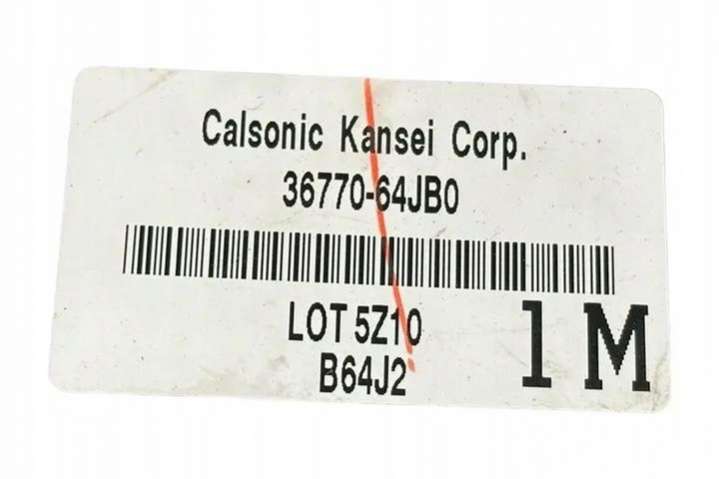 Calsonic Kansei Corp.
36770-64JB0
LOT 5Z10
B64J2
1M